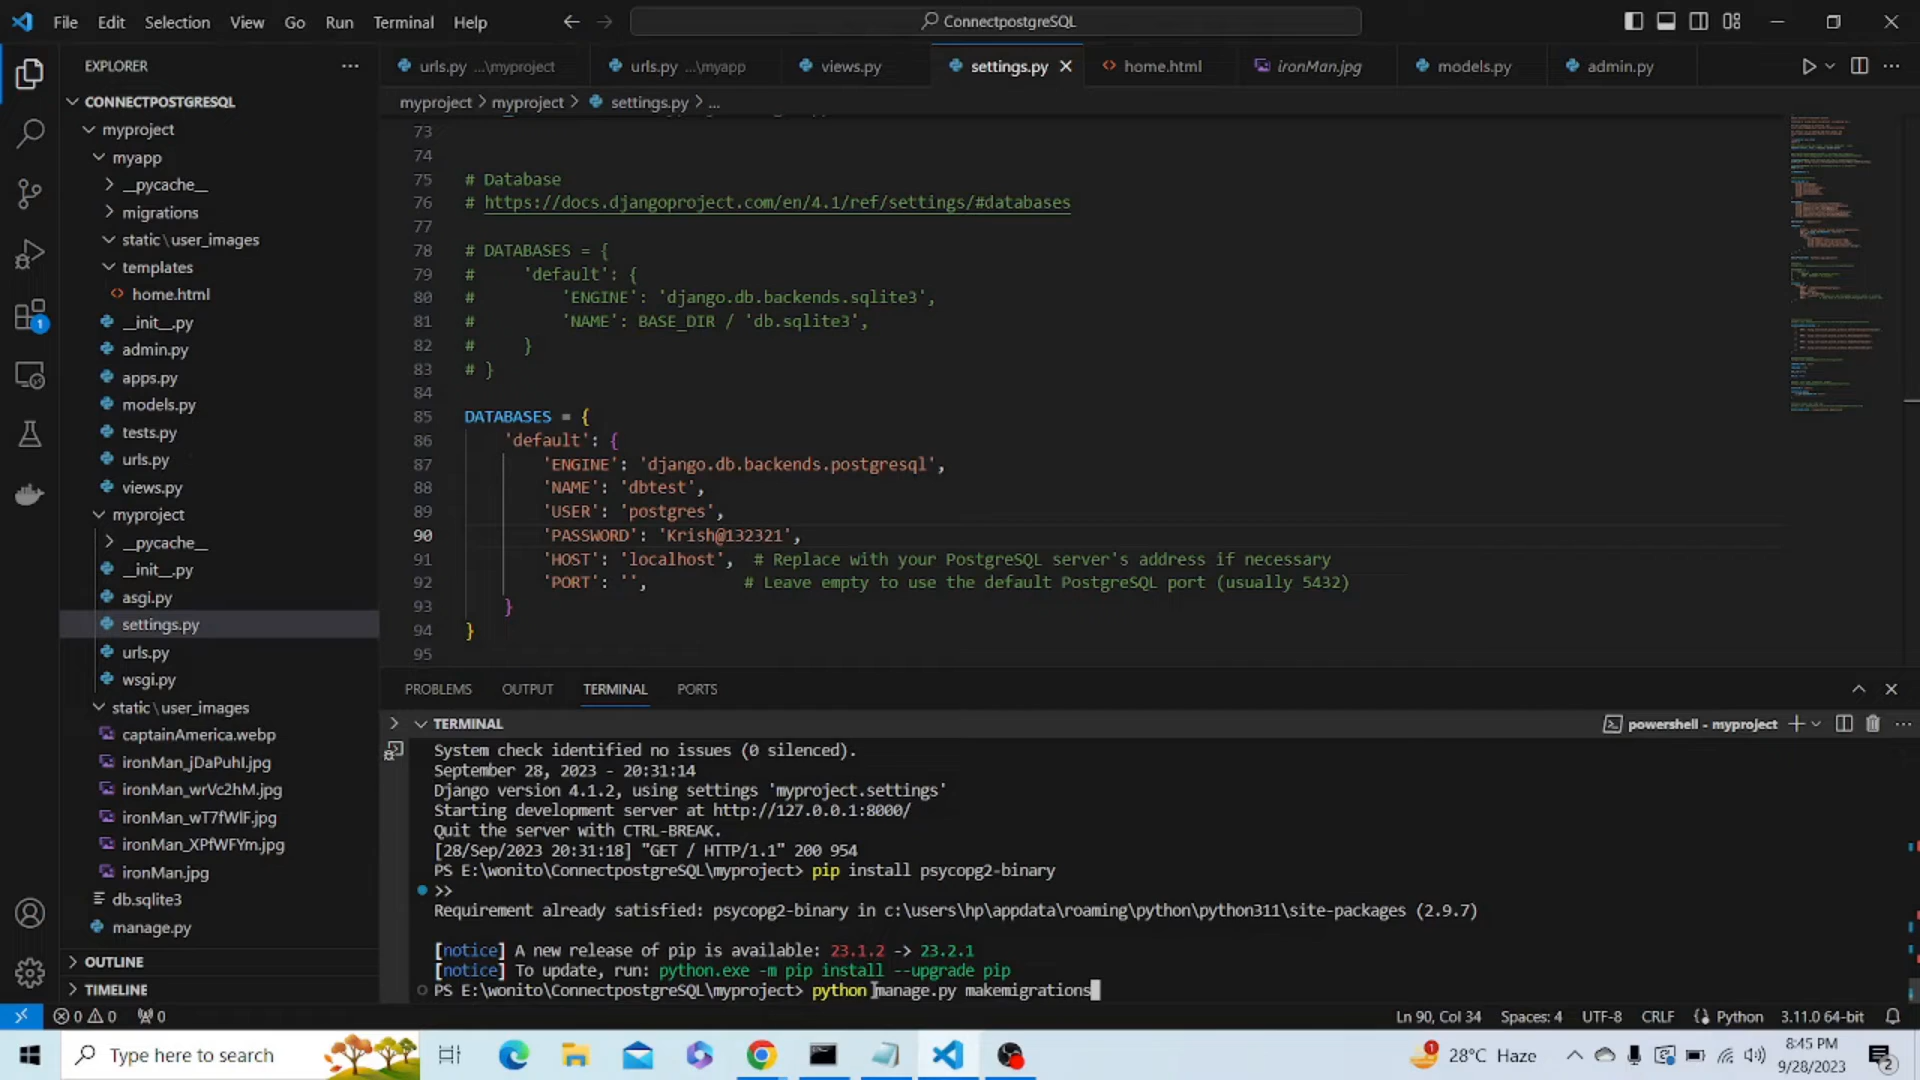 File Edit Selection View Go Run Terminal Help
ConnectpostgreSQL
EXPLORER
CONNECTPOSTGRESQL
myproject
myapp
__pycache__
migrations
static\user_images
templates
home.html
__init__.py
admin.py
apps.py
models.py
tests.py
urls.py
views.py
myproject
__pycache__
__init__.py
asgi.py
settings.py
urls.py
wsgi.py
static\user_images
captainAmerica.webp
ironMan_jDaPuhI.jpg
ironMan_wrVc2hM.jpg
ironMan_wT7fWlF.jpg
ironMan_XPfWFYm.jpg
ironMan.jpg
db.sqlite3
manage.py
OUTLINE
TIMELINE
urls.py ...\myproject urls.py ...\myapp views.py settings.py home.html ironMan.jpg models.py admin.py
myproject > myproject > settings.py > ...
73
74
75 # Database
76 # https://docs.djangoproject.com/en/4.1/ref/settings/#databases
77
78 # DATABASES = {
79 #     'default': {
80 #         'ENGINE': 'django.db.backends.sqlite3',
81 #         'NAME': BASE_DIR / 'db.sqlite3',
82 #     }
83 # }
84
85 DATABASES = {
86     'default': {
87         'ENGINE': 'django.db.backends.postgresql',
88         'NAME': 'dbtest',
89         'USER': 'postgres',
90         'PASSWORD': 'Krish@132321',
91         'HOST': 'localhost',  # Replace with your PostgreSQL server's address if necessary
92         'PORT': '',          # Leave empty to use the default PostgreSQL port (usually 5432)
93     }
94 }
95
PROBLEMS OUTPUT TERMINAL PORTS
TERMINAL
powershell - myproject
System check identified no issues (0 silenced).
September 28, 2023 - 20:31:14
Django version 4.1.2, using settings 'myproject.settings'
Starting development server at http://127.0.0.1:8000/
Quit the server with CTRL-BREAK.
[28/Sep/2023 20:31:18] "GET / HTTP/1.1" 200 954
PS E:\wonito\ConnectpostgreSQL\myproject> pip install psycopg2-binary
>>
Requirement already satisfied: psycopg2-binary in c:\users\hp\appdata\roaming\python\python311\site-packages (2.9.7)
[notice] A new release of pip is available: 23.1.2 -> 23.2.1
[notice] To update, run: python.exe -m pip install --upgrade pip
PS E:\wonito\ConnectpostgreSQL\myproject> python manage.py makemigrations
0 0 0
Ln 90, Col 34 Spaces: 4 UTF-8 CRLF Python 3.11.0 64-bit
Type here to search
28°C Haze
8:45 PM
9/28/2023